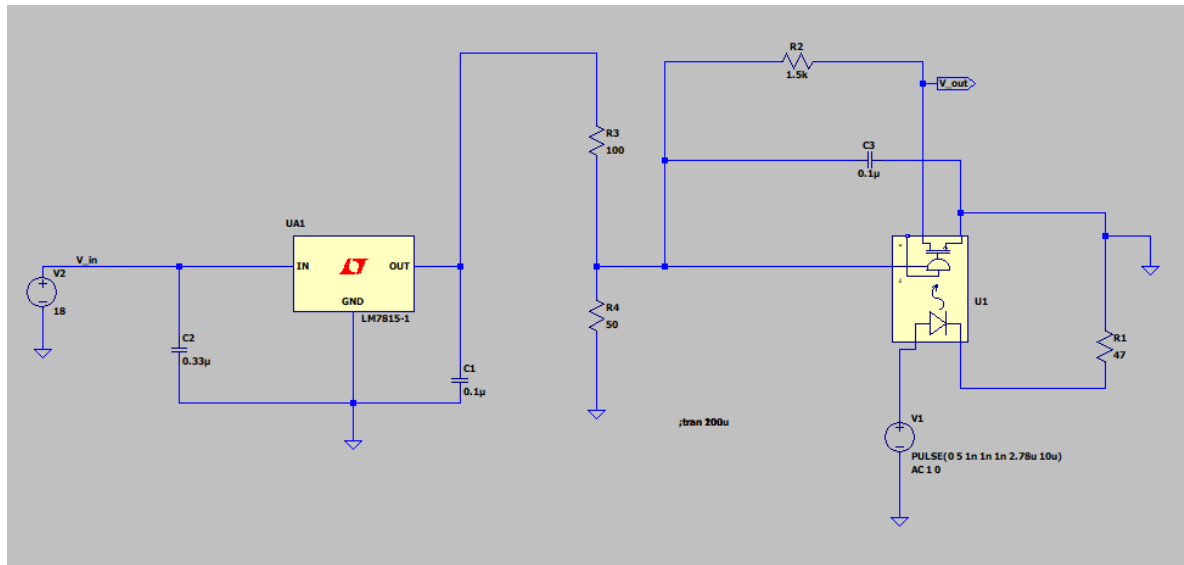 R2
1.5k
V_out
R3
100
C3
0.1µ
UA1
V_in
IN
OUT
GND
LM7815-1
V2
18
C2
0.33µ
C1
0.1µ
R4
50
U1
R1
47
V1
PULSE(0 5 1n 1n 1n 2.78u 10u)
AC 1 0